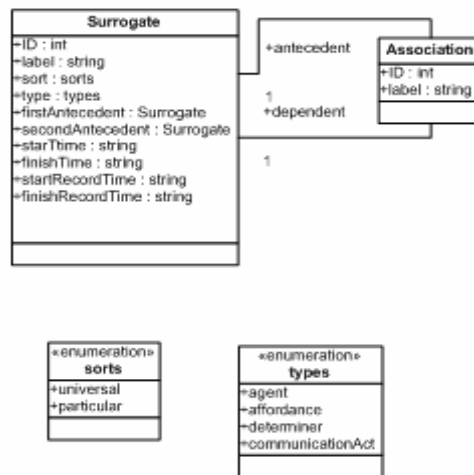 Surrogate
+ID : int
+label : string
+sort : sorts
+type : types
+firstAntecedent : Surrogate
+secondAntecedent : Surrogate
+starTtime : string
+finishTime : string
+startRecordTime : string
+finishRecordTime : string
+antecedent
1
+dependent
1
Association
+ID : int
+label : string
«enumeration»
sorts
+universal
+particular
«enumeration»
types
+agent
+affordance
+determiner
+communicationAct